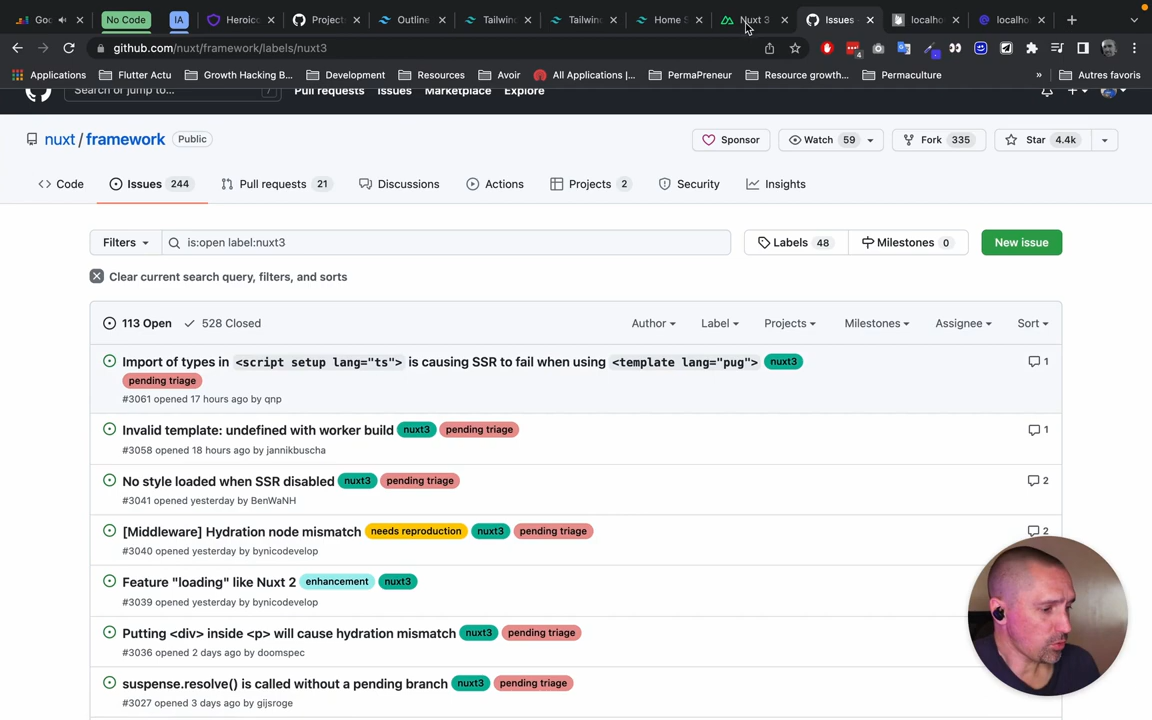 Goo
No Code
IA
Heroico
Project
Outline
Tailwin
Tailwin
Home S
Nuxt 3
Issues
localho
localho
github.com/nuxt/framework/labels/nuxt3
4
Applications
Flutter Actu
Growth Hacking B...
Development
Resources
Avoir
All Applications |...
PermaPreneur
Resource growth...
Permaculture
»
Autres favoris
Search or jump to...
/
Pull requests
Issues
Marketplace
Explore
nuxt / framework
Public
Sponsor
Watch 59
Fork 335
Star 4.4k
Code
Issues 244
Pull requests 21
Discussions
Actions
Projects 2
Security
Insights
Filters
is:open label:nuxt3
Labels 48
Milestones 0
New issue
Clear current search query, filters, and sorts
113 Open
528 Closed
Author
Label
Projects
Milestones
Assignee
Sort
Import of types in <script setup lang="ts"> is causing SSR to fail when using <template lang="pug"> nuxt3
1
pending triage
#3061 opened 17 hours ago by qnp
Invalid template: undefined with worker build nuxt3 pending triage
1
#3058 opened 18 hours ago by jannikbuscha
No style loaded when SSR disabled nuxt3 pending triage
2
#3041 opened yesterday by BenWaNH
[Middleware] Hydration node mismatch needs reproduction nuxt3 pending triage
2
#3040 opened yesterday by bynicodevelop
Feature "loading" like Nuxt 2 enhancement nuxt3
#3039 opened yesterday by bynicodevelop
Putting <div> inside <p> will cause hydration mismatch nuxt3 pending triage
#3036 opened 2 days ago by doomspec
suspense.resolve() is called without a pending branch nuxt3 pending triage
#3027 opened 3 days ago by gijsroge